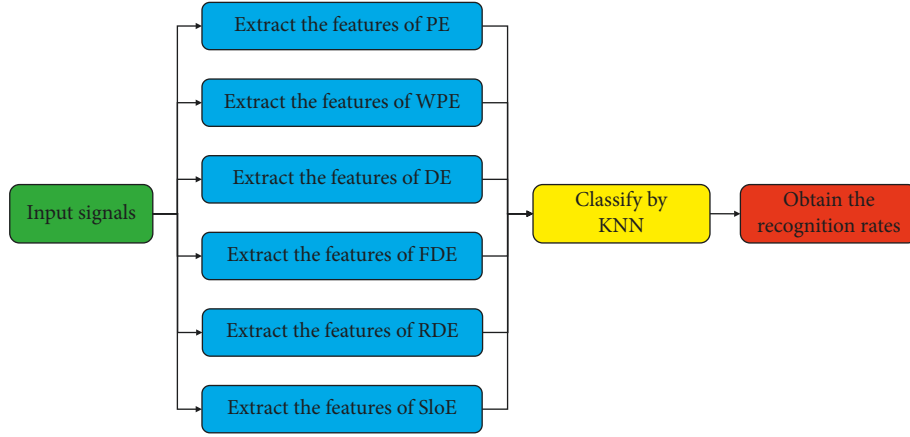 Extract the features of PE
Extract the features of WPE
Extract the features of DE
Extract the features of FDE
Extract the features of RDE
Extract the features of SloE
Input signals
Classify by
KNN
Obtain the
recognition rates